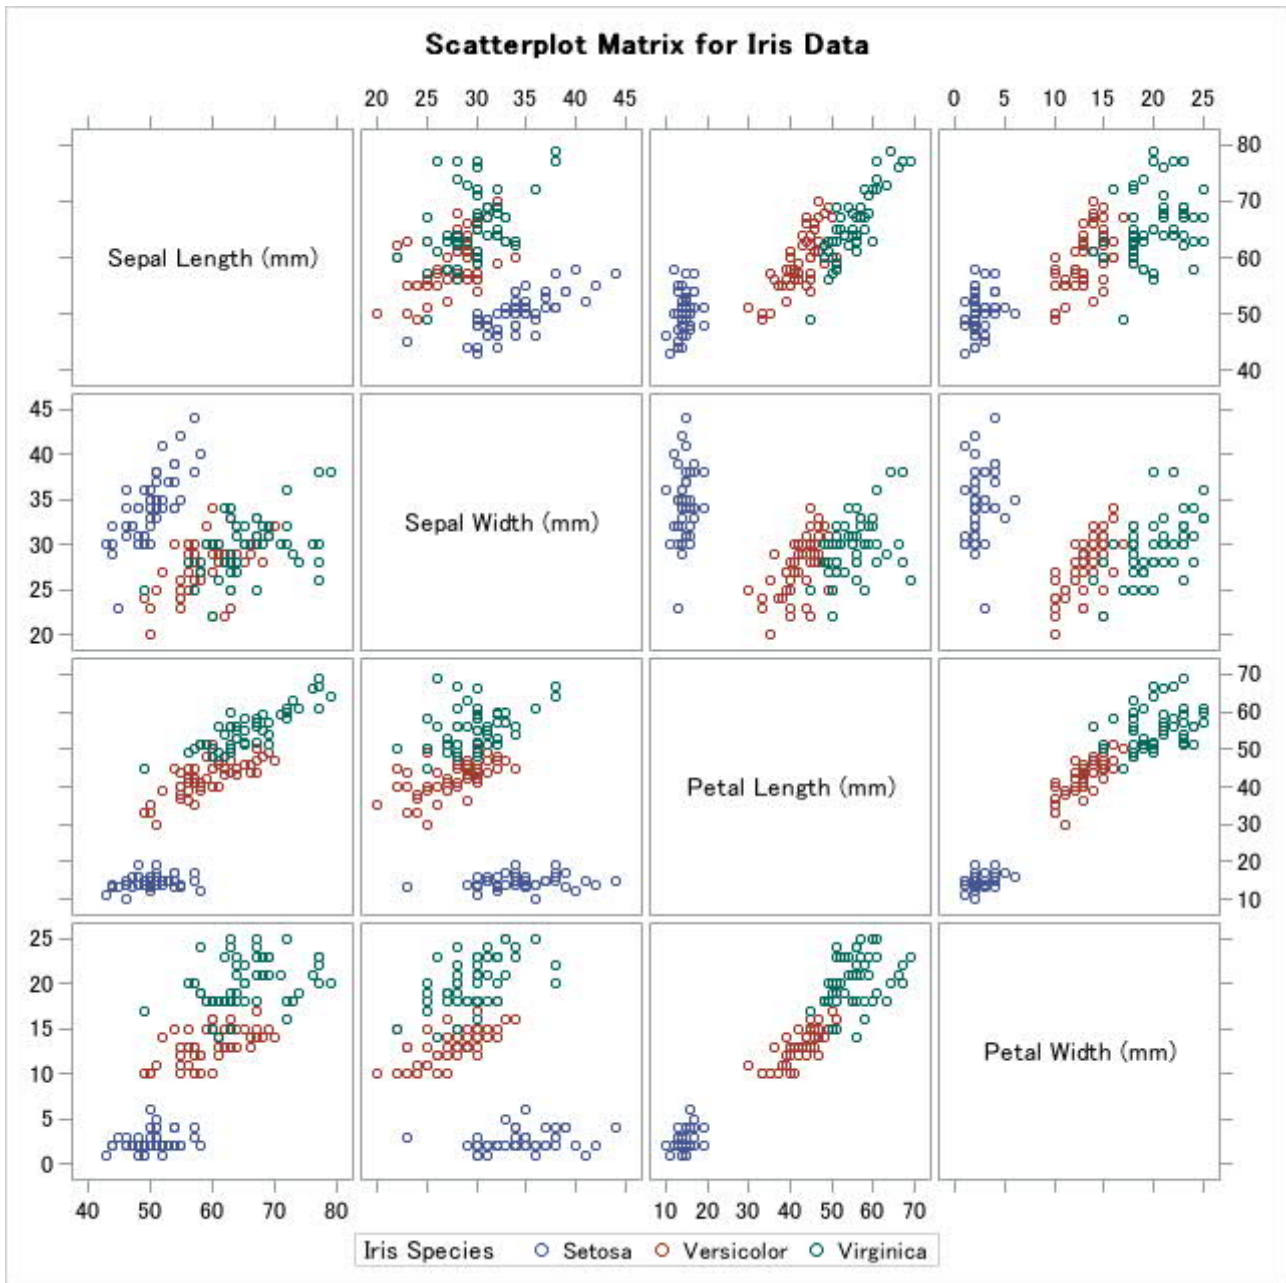 Scatterplot Matrix for Iris Data
20 25 30 35 40 45
0 5 10 15 20 25
Sepal Length (mm)
80
70
60
50
40
45
40
35
30
25
20
Sepal Width (mm)
Petal Length (mm)
70
60
50
40
30
20
10
25
20
15
10
5
0
Petal Width (mm)
40 50 60 70 80
10 20 30 40 50 60 70
Iris Species Setosa Versicolor Virginica